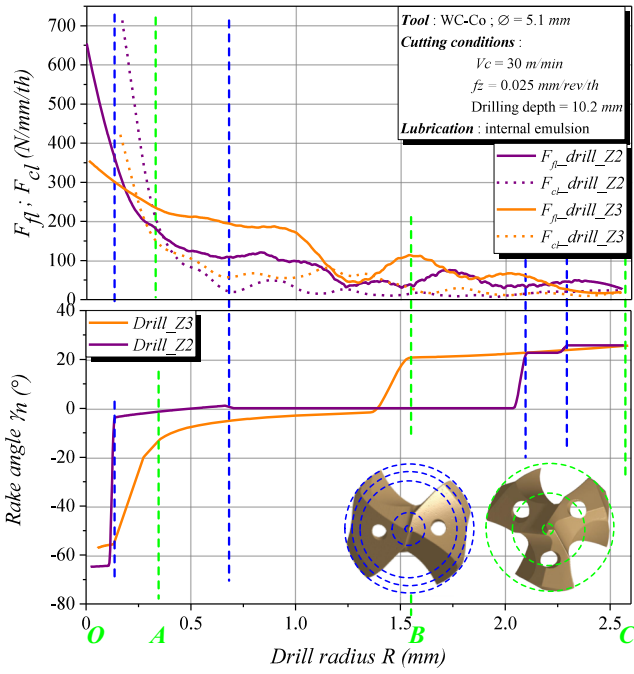 Tool : WC-Co ; ∅ = 5.1 mm
Cutting conditions :
Vc = 30 m/min
fz = 0.025 mm/rev/th
Drilling depth = 10.2 mm
Lubrication : internal emulsion
F_fl_drill_Z2
F_cl_drill_Z2
F_fl_drill_Z3
F_cl_drill_Z3
F_fl ; F_cl (N/mm/th)
700
600
500
400
300
200
100
0
Drill_Z3
Drill_Z2
Rake angle γ_n (°)
40
20
0
-20
-40
-60
-80
0.0 0.5 1.0 1.5 2.0 2.5
O A B C
Drill radius R (mm)